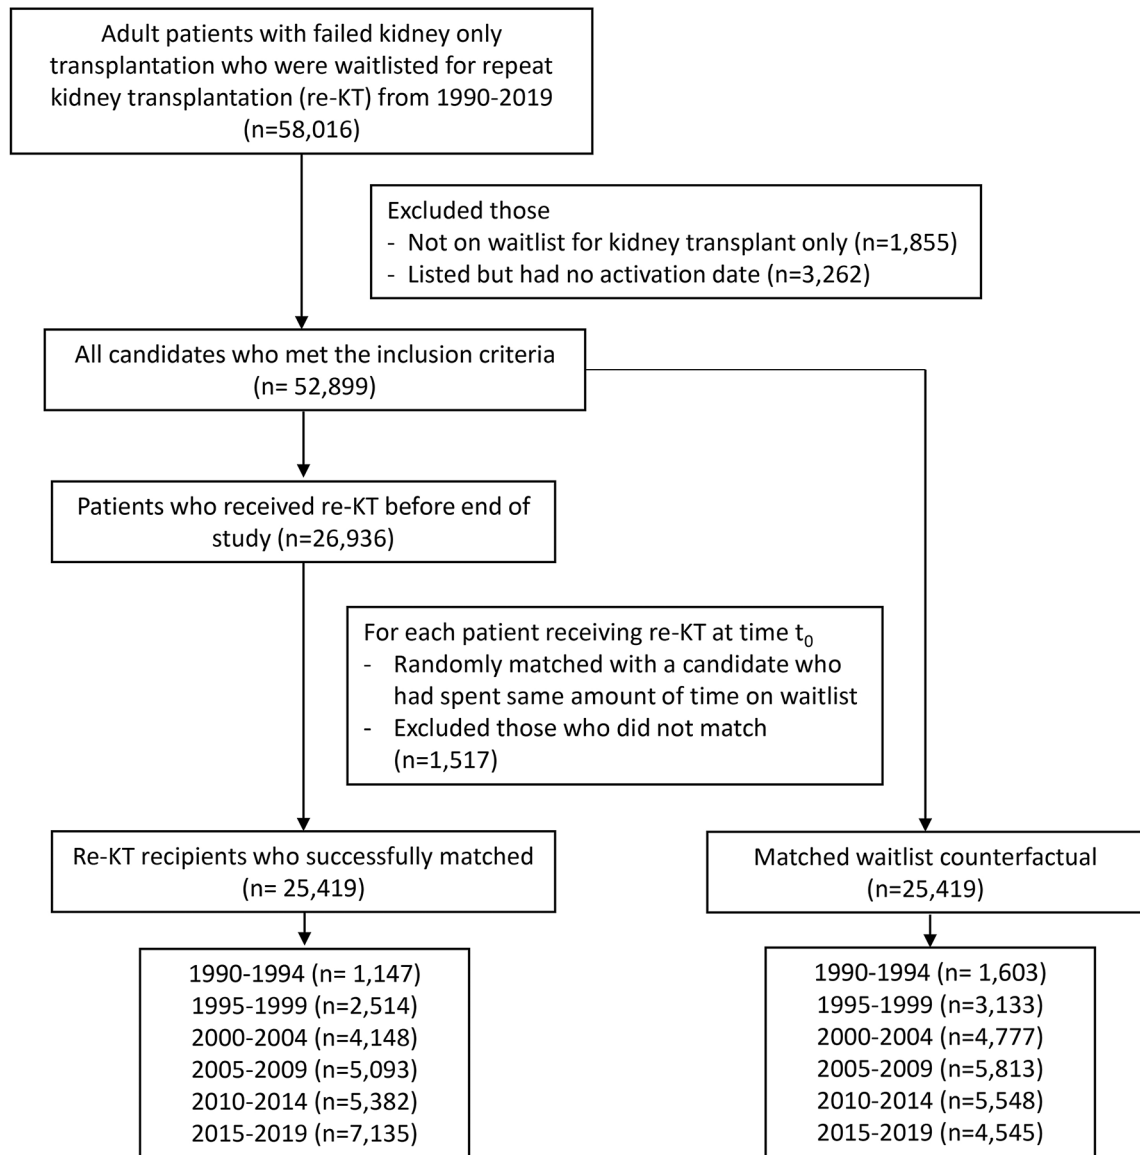 Adult patients with failed kidney only
transplantation who were waitlisted for repeat
kidney transplantation (re-KT) from 1990-2019
(n=58,016)
Excluded those
- Not on waitlist for kidney transplant only (n=1,855)
- Listed but had no activation date (n=3,262)
All candidates who met the inclusion criteria
(n= 52,899)
Patients who received re-KT before end of
study (n=26,936)
For each patient receiving re-KT at time t0
- Randomly matched with a candidate who
had spent same amount of time on waitlist
- Excluded those who did not match
(n=1,517)
Re-KT recipients who successfully matched
(n= 25,419)
Matched waitlist counterfactual
(n=25,419)
1990-1994 (n= 1,147)
1995-1999 (n=2,514)
2000-2004 (n=4,148)
2005-2009 (n=5,093)
2010-2014 (n=5,382)
2015-2019 (n=7,135)
1990-1994 (n= 1,603)
1995-1999 (n=3,133)
2000-2004 (n=4,777)
2005-2009 (n=5,813)
2010-2014 (n=5,548)
2015-2019 (n=4,545)